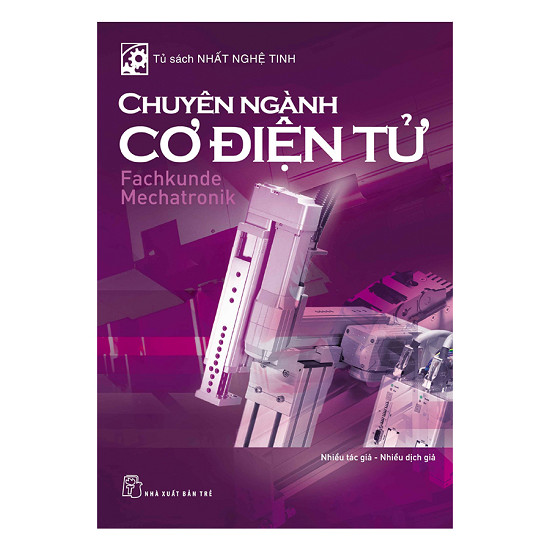 Tủ sách NHẤT NGHỆ TINH
CHUYÊN NGÀNH
CƠ ĐIỆN TỬ
Fachkunde
Mechatronik
Nhiều tác giả - Nhiều dịch giả
NHÀ XUẤT BẢN TRẺ